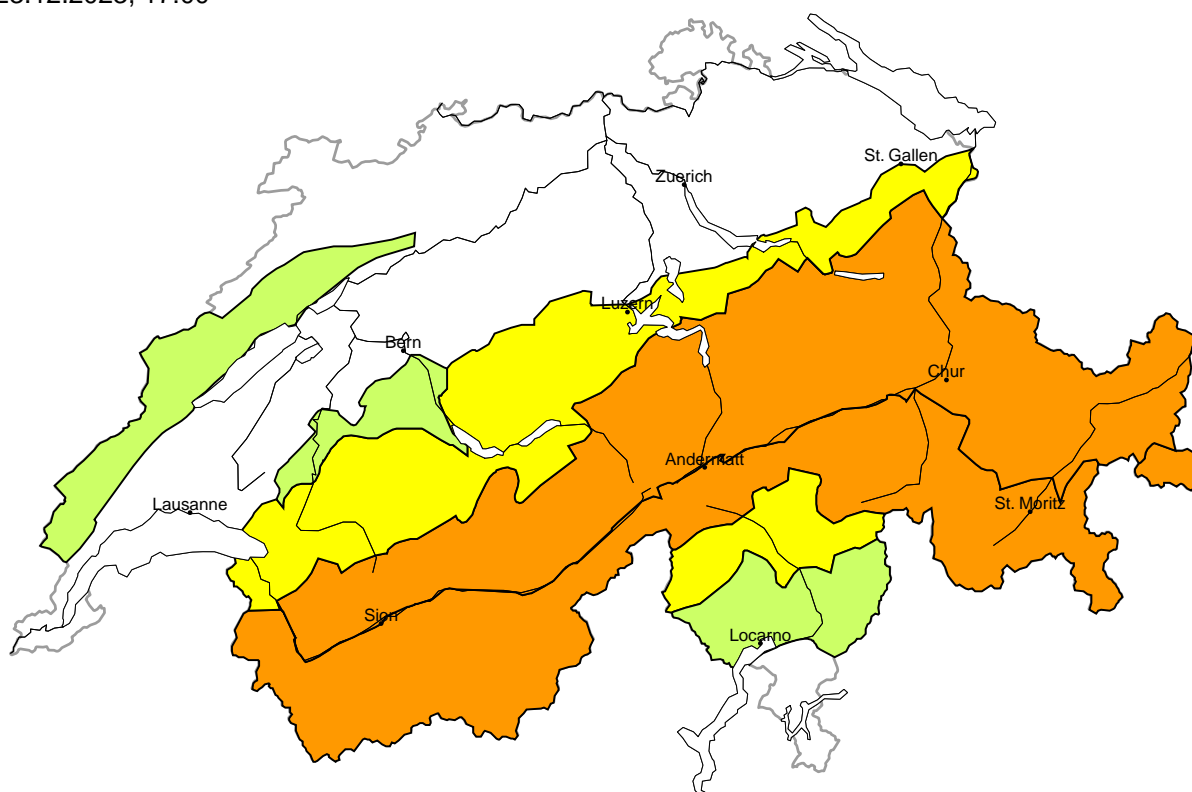 St. Gallen
Zuerich
Luzern
Bern
Chur
Andermatt
Lausanne
St. Moritz
Sion
Locarno